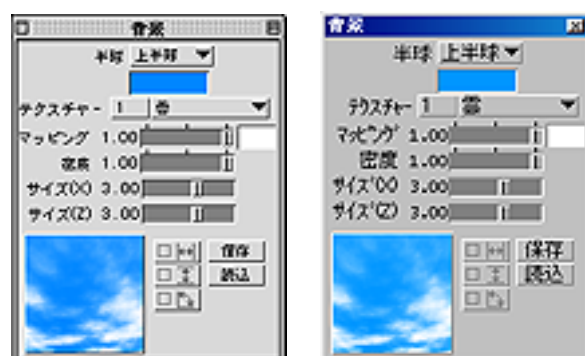 背景
半球 上半球
テクスチャー 1 雲
マッピング 1.00
密度 1.00
サイズ(X) 3.00
サイズ(Z) 3.00
保存
読込
背景
半球 上半球
テクスチャー 1 雲
マッピング 1.00
密度 1.00
サイズ(X) 3.00
サイズ(Z) 3.00
保存
読込